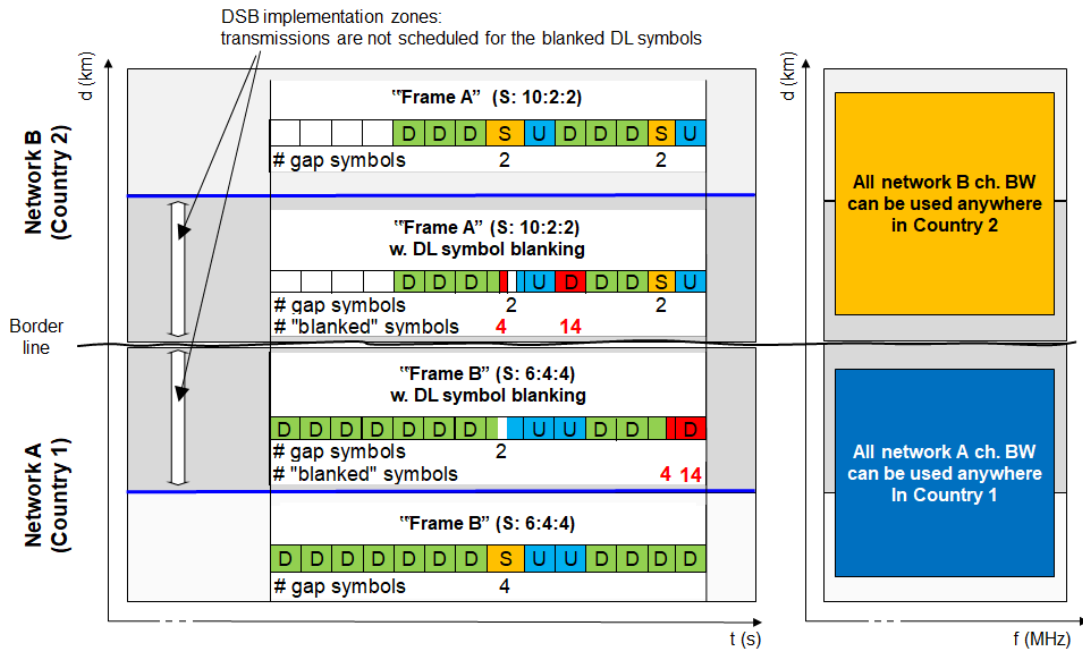 DSB implementation zones:
transmissions are not scheduled for the blanked DL symbols
d (km)
Network B
(Country 2)
"Frame A" (S: 10:2:2)
D D D S U D D D S U
# gap symbols 2 2
"Frame A" (S: 10:2:2)
w. DL symbol blanking
D D D U D D D S U
# gap symbols 2 2
# "blanked" symbols 4 14
Border
line
Network A
(Country 1)
"Frame B" (S: 6:4:4)
w. DL symbol blanking
D D D D D D D U U D D D
# gap symbols 2
# "blanked" symbols 4 14
"Frame B" (S: 6:4:4)
D D D D D D D S U U D D D D
# gap symbols 4
t (s)
d (km)
All network B ch. BW
can be used anywhere
in Country 2
All network A ch. BW
can be used anywhere
In Country 1
f (MHz)